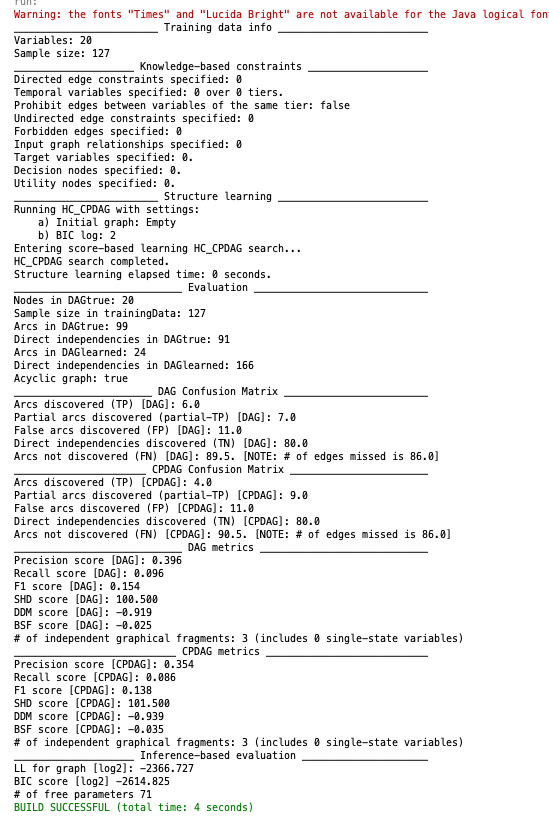 run:
Warning: the fonts "Times" and "Lucida Bright" are not available for the Java logical fon
________________________ Training data info _________________________
Variables: 20
Sample size: 127
____________________ Knowledge-based constraints ____________________
Directed edge constraints specified: 0
Temporal variables specified: 0 over 0 tiers.
Prohibit edges between variables of the same tier: false
Undirected edge constraints specified: 0
Forbidden edges specified: 0
Input graph relationships specified: 0
Target variables specified: 0.
Decision nodes specified: 0.
Utility nodes specified: 0.
________________________ Structure learning _________________________
Running HC_CPDAG with settings:
    a) Initial graph: Empty
    b) BIC log: 2
Entering score-based learning HC_CPDAG search...
HC_CPDAG search completed.
Structure learning elapsed time: 0 seconds.
____________________________ Evaluation _____________________________
Nodes in DAGtrue: 20
Sample size in trainingData: 127
Arcs in DAGtrue: 99
Direct independencies in DAGtrue: 91
Arcs in DAGlearned: 24
Direct independencies in DAGlearned: 166
Acyclic graph: true
_______________________ DAG Confusion Matrix ________________________
Arcs discovered (TP) [DAG]: 6.0
Partial arcs discovered (partial-TP) [DAG]: 7.0
False arcs discovered (FP) [DAG]: 11.0
Direct independencies discovered (TN) [DAG]: 80.0
Arcs not discovered (FN) [DAG]: 89.5. [NOTE: # of edges missed is 86.0]
______________________ CPDAG Confusion Matrix _______________________
Arcs discovered (TP) [CPDAG]: 4.0
Partial arcs discovered (partial-TP) [CPDAG]: 9.0
False arcs discovered (FP) [CPDAG]: 11.0
Direct independencies discovered (TN) [CPDAG]: 80.0
Arcs not discovered (FN) [CPDAG]: 90.5. [NOTE: # of edges missed is 86.0]
____________________________ DAG metrics ____________________________
Precision score [DAG]: 0.396
Recall score [DAG]: 0.096
F1 score [DAG]: 0.154
SHD score [DAG]: 100.500
DDM score [DAG]: -0.919
BSF score [DAG]: -0.025
# of independent graphical fragments: 3 (includes 0 single-state variables)
___________________________ CPDAG metrics ___________________________
Precision score [CPDAG]: 0.354
Recall score [CPDAG]: 0.086
F1 score [CPDAG]: 0.138
SHD score [CPDAG]: 101.500
DDM score [CPDAG]: -0.939
BSF score [CPDAG]: -0.035
# of independent graphical fragments: 3 (includes 0 single-state variables)
____________________ Inference-based evaluation _____________________
LL for graph [log2]: -2366.727
BIC score [log2] -2614.825
# of free parameters 71
BUILD SUCCESSFUL (total time: 4 seconds)